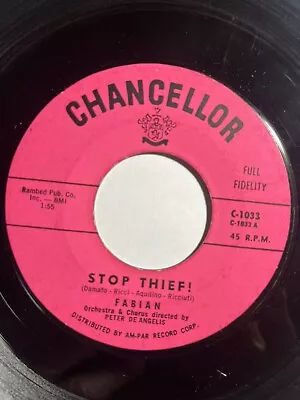 CHANCELLOR
FULL
FIDELITY
Rambed Pub. Co.
Inc. — BMI
1:55
C-1033
C-1033 A
45 R.P.M.
STOP THIEF!
(Damato - Ricci - Aquilino - Ricciuti)
FABIAN
Orchestra & Chorus directed by
PETER DE ANGELIS
DISTRIBUTED BY AM-PAR RECORD CORP.